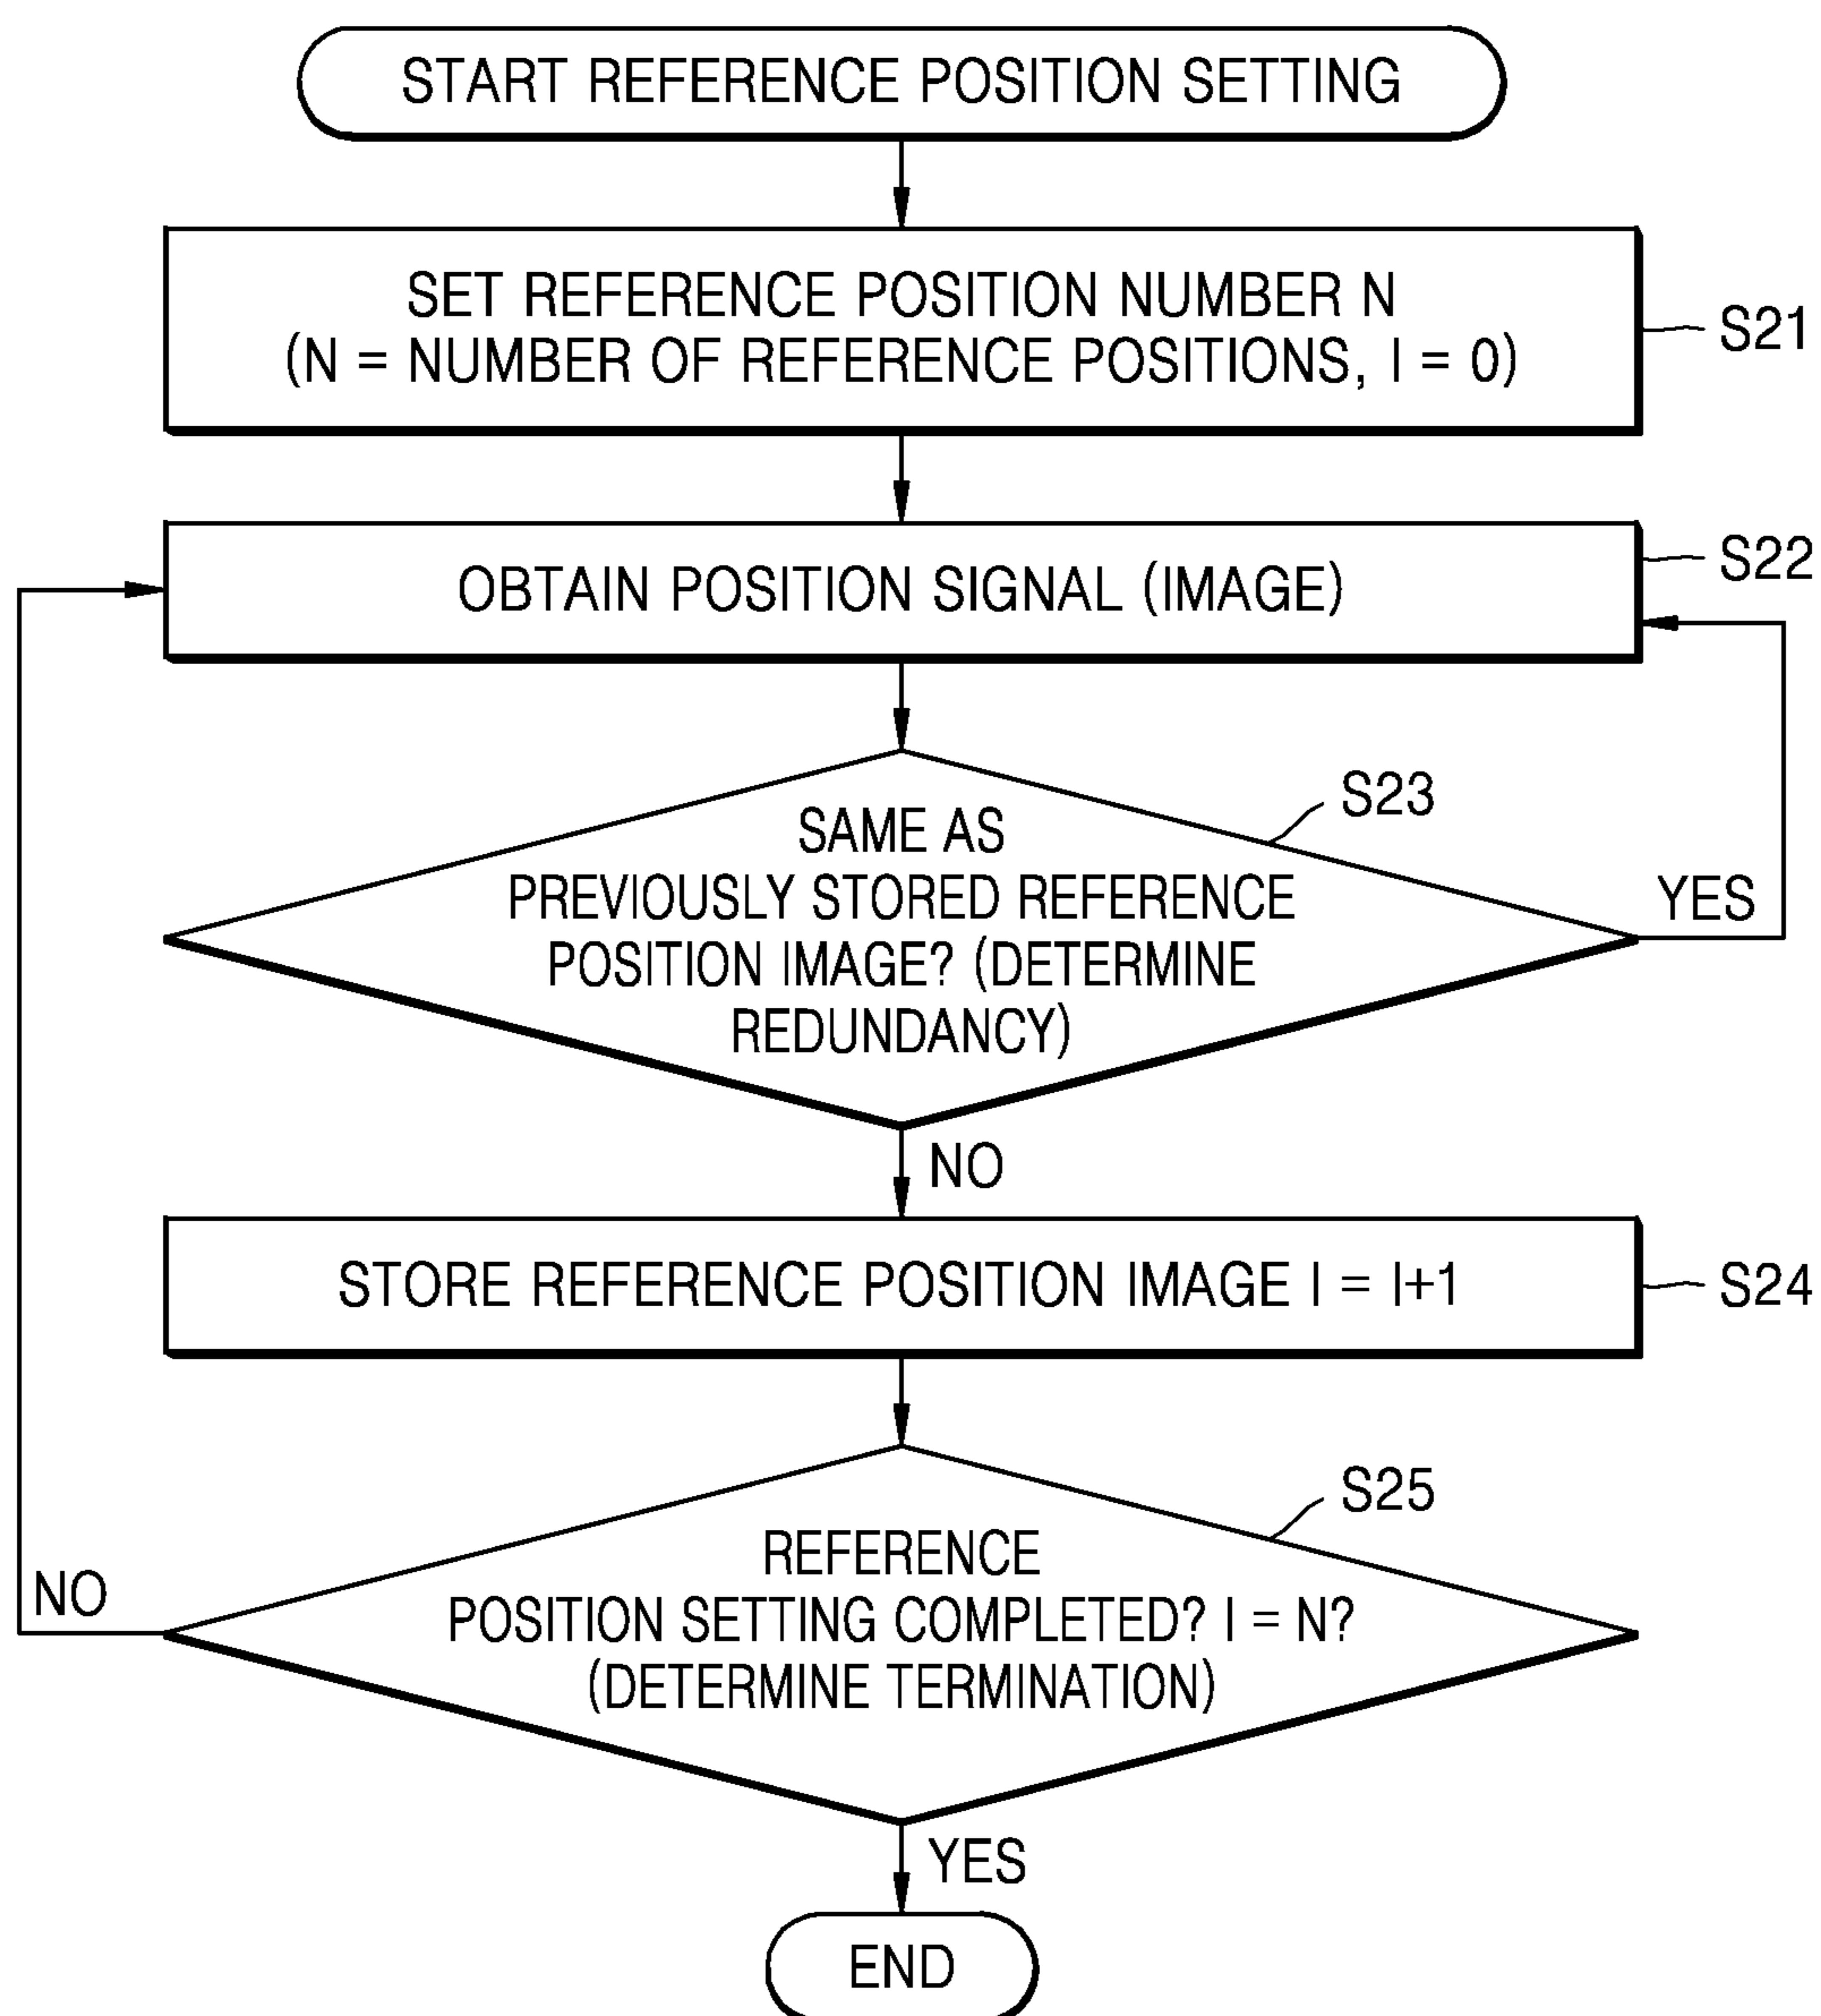 START REFERENCE POSITION SETTING
SET REFERENCE POSITION NUMBER N
(N = NUMBER OF REFERENCE POSITIONS, I = 0)
S21
OBTAIN POSITION SIGNAL (IMAGE)
S22
SAME AS
PREVIOUSLY STORED REFERENCE
POSITION IMAGE? (DETERMINE
REDUNDANCY)
S23
YES
NO
STORE REFERENCE POSITION IMAGE I = I+1
S24
REFERENCE
POSITION SETTING COMPLETED? I = N?
(DETERMINE TERMINATION)
S25
NO
YES
END